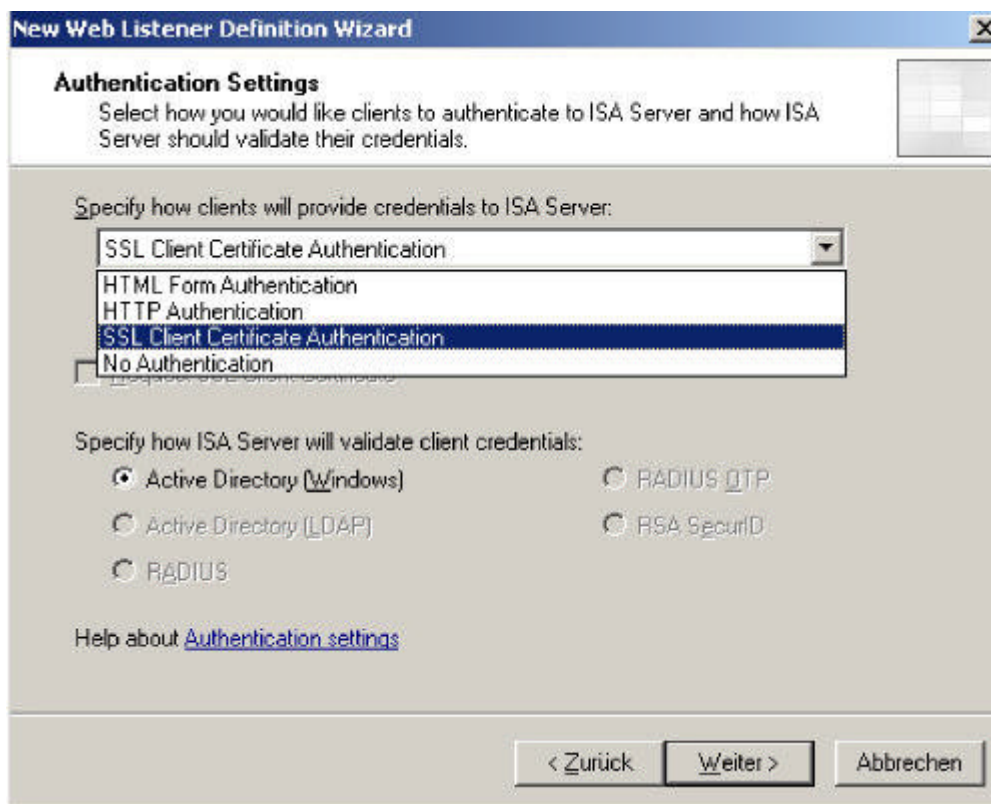 New Web Listener Definition Wizard
Authentication Settings
Select how you would like clients to authenticate to ISA Server and how ISA
Server should validate their credentials.
Specify how clients will provide credentials to ISA Server:
SSL Client Certificate Authentication
HTML Form Authentication
HTTP Authentication
SSL Client Certificate Authentication
No Authentication
Specify how ISA Server will validate client credentials:
Active Directory (Windows)
RADIUS OTP
Active Directory (LDAP)
RSA SecurID
RADIUS
Help about Authentication settings
< Zurück
Weiter >
Abbrechen